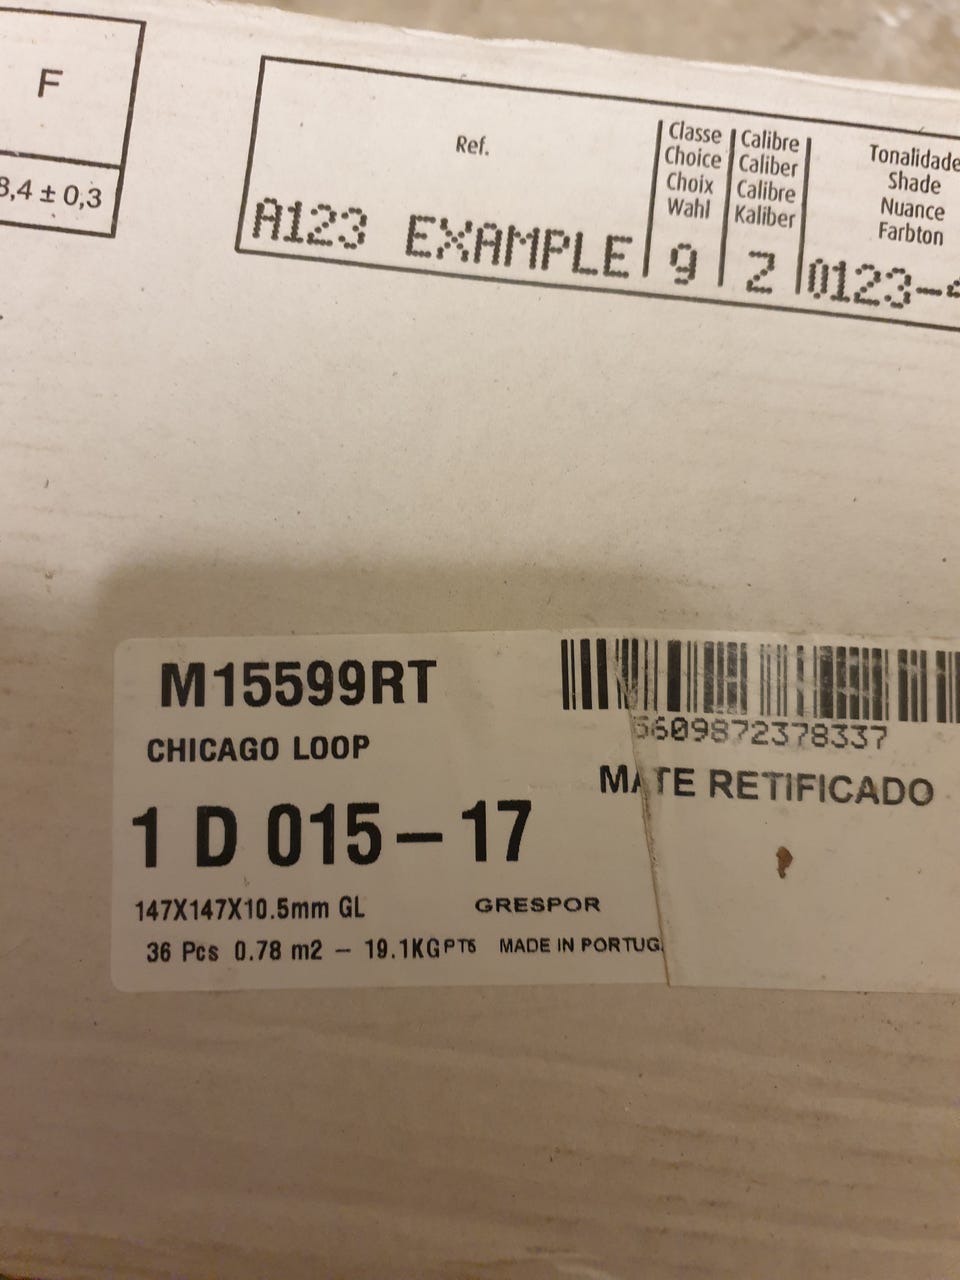 F
8,4 ± 0,3
Ref.
Classe
Choice
Choix
Wahl
Calibre
Caliber
Calibre
Kaliber
Tonalidade
Shade
Nuance
Farbton
A123 EXAMPLE 9 2 0123-4
M15599RT
5609872378337
CHICAGO LOOP
MATE RETIFICADO
1 D 015 – 17
147X147X10.5mm GL GRESPOR
36 Pcs 0.78 m2 – 19.1KG PT5 MADE IN PORTUG